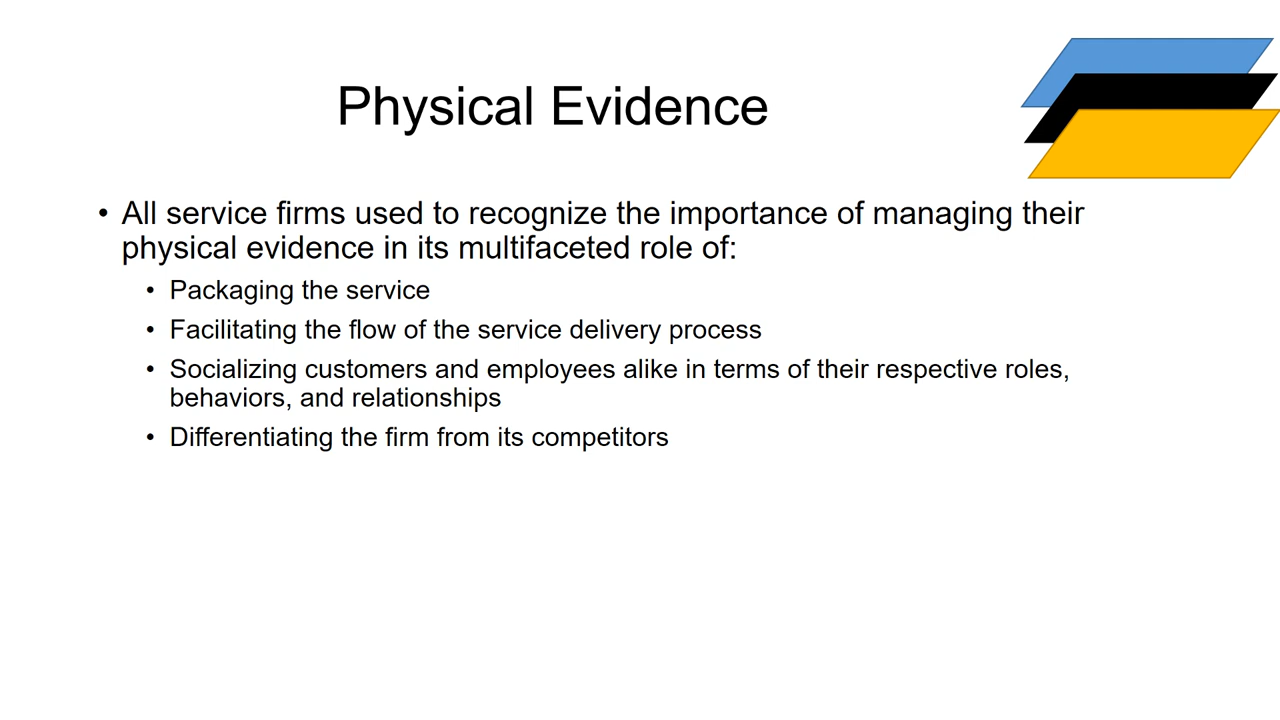 Physical Evidence
• All service firms used to recognize the importance of managing their
physical evidence in its multifaceted role of:
• Packaging the service
• Facilitating the flow of the service delivery process
• Socializing customers and employees alike in terms of their respective roles,
behaviors, and relationships
• Differentiating the firm from its competitors